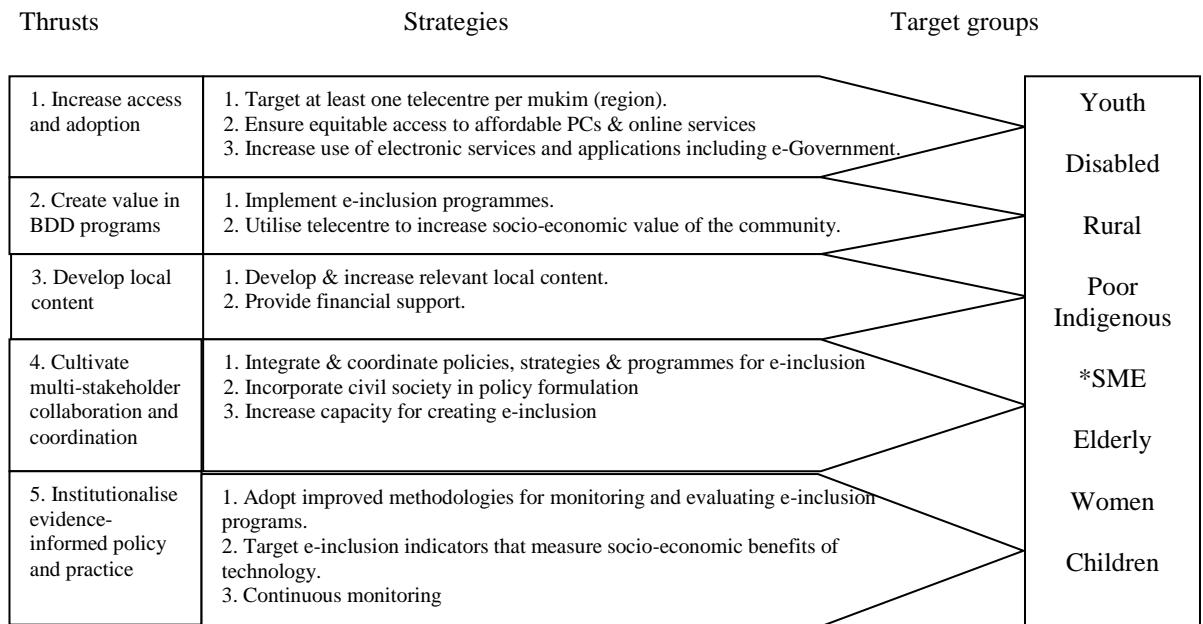 Thrusts Strategies Target groups
1. Increase access
and adoption
1. Target at least one telecentre per mukim (region).
2. Ensure equitable access to affordable PCs & online services
3. Increase use of electronic services and applications including e-Government.
2. Create value in
BDD programs
1. Implement e-inclusion programmes.
2. Utilise telecentre to increase socio-economic value of the community.
3. Develop local
content
1. Develop & increase relevant local content.
2. Provide financial support.
4. Cultivate
multi-stakeholder
collaboration and
coordination
1. Integrate & coordinate policies, strategies & programmes for e-inclusion
2. Incorporate civil society in policy formulation
3. Increase capacity for creating e-inclusion
5. Institutionalise
evidence-
informed policy
and practice
1. Adopt improved methodologies for monitoring and evaluating e-inclusion
programs.
2. Target e-inclusion indicators that measure socio-economic benefits of
technology.
3. Continuous monitoring
Youth
Disabled
Rural
Poor
Indigenous
*SME
Elderly
Women
Children